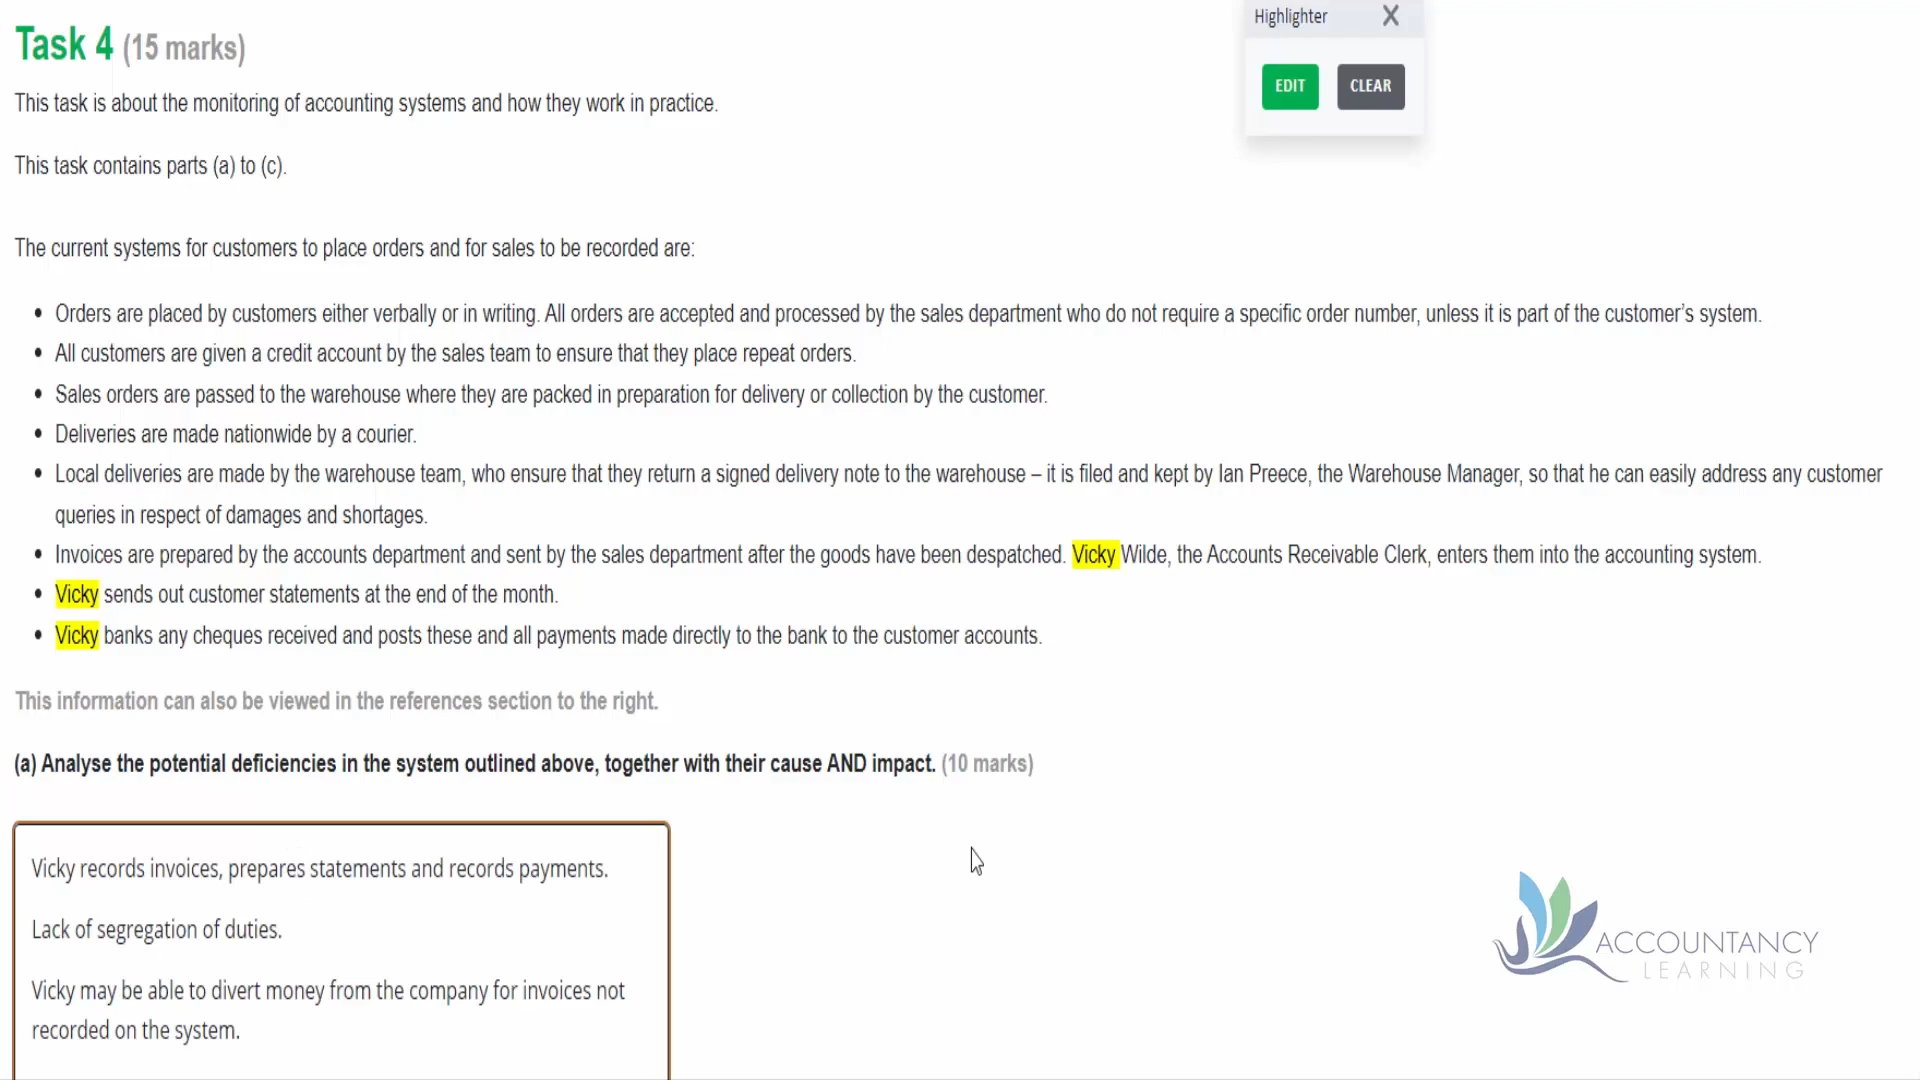 Highlighter X
EDIT CLEAR
Task 4 (15 marks)
This task is about the monitoring of accounting systems and how they work in practice.
This task contains parts (a) to (c).
The current systems for customers to place orders and for sales to be recorded are:
• Orders are placed by customers either verbally or in writing. All orders are accepted and processed by the sales department who do not require a specific order number, unless it is part of the customer’s system.
• All customers are given a credit account by the sales team to ensure that they place repeat orders.
• Sales orders are passed to the warehouse where they are packed in preparation for delivery or collection by the customer.
• Deliveries are made nationwide by a courier.
• Local deliveries are made by the warehouse team, who ensure that they return a signed delivery note to the warehouse – it is filed and kept by Ian Preece, the Warehouse Manager, so that he can easily address any customer
queries in respect of damages and shortages.
• Invoices are prepared by the accounts department and sent by the sales department after the goods have been despatched. Vicky Wilde, the Accounts Receivable Clerk, enters them into the accounting system.
• Vicky sends out customer statements at the end of the month.
• Vicky banks any cheques received and posts these and all payments made directly to the bank to the customer accounts.
This information can also be viewed in the references section to the right.
(a) Analyse the potential deficiencies in the system outlined above, together with their cause AND impact. (10 marks)
Vicky records invoices, prepares statements and records payments.
Lack of segregation of duties.
Vicky may be able to divert money from the company for invoices not
recorded on the system.
ACCOUNTANCY
LEARNING